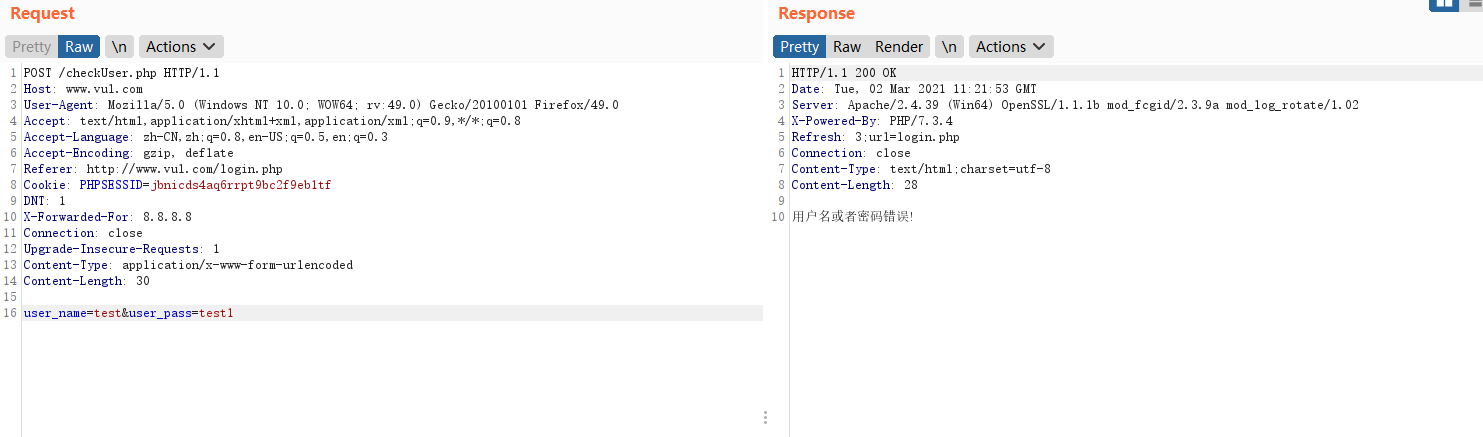 Request
Pretty Raw \n Actions
1 POST /checkUser.php HTTP/1.1
2 Host: www.vul.com
3 User-Agent: Mozilla/5.0 (Windows NT 10.0; WOW64; rv:49.0) Gecko/20100101 Firefox/49.0
4 Accept: text/html,application/xhtml+xml,application/xml;q=0.9,*/*;q=0.8
5 Accept-Language: zh-CN,zh;q=0.8,en-US;q=0.5,en;q=0.3
6 Accept-Encoding: gzip, deflate
7 Referer: http://www.vul.com/login.php
8 Cookie: PHPSESSID=jbnicds4aq6rrpt9bc2f9eb1tf
9 DNT: 1
10 X-Forwarded-For: 8.8.8.8
11 Connection: close
12 Upgrade-Insecure-Requests: 1
13 Content-Type: application/x-www-form-urlencoded
14 Content-Length: 30
15
16 user_name=test&user_pass=test1
Response
Pretty Raw Render \n Actions
1 HTTP/1.1 200 OK
2 Date: Tue, 02 Mar 2021 11:21:53 GMT
3 Server: Apache/2.4.39 (Win64) OpenSSL/1.1.1b mod_fcgid/2.3.9a mod_log_rotate/1.02
4 X-Powered-By: PHP/7.3.4
5 Refresh: 3;url=login.php
6 Connection: close
7 Content-Type: text/html;charset=utf-8
8 Content-Length: 28
9
10 用户名或者密码错误!